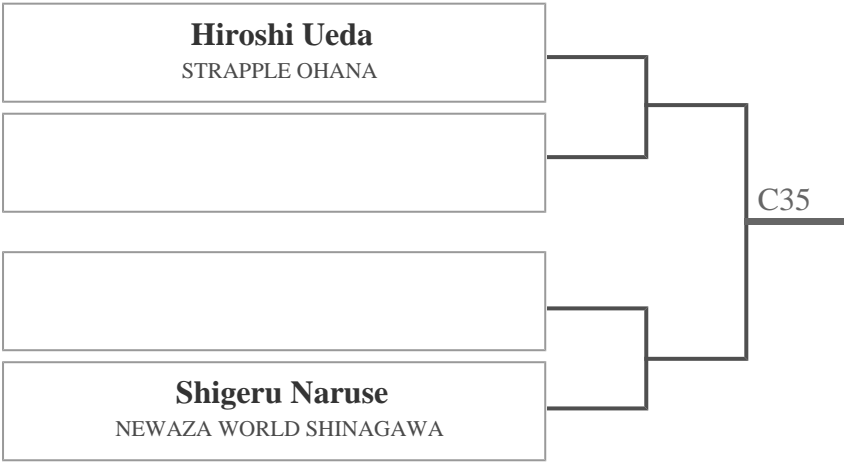 Hiroshi Ueda
STRAPPLE OHANA
C35
Shigeru Naruse
NEWAZA WORLD SHINAGAWA